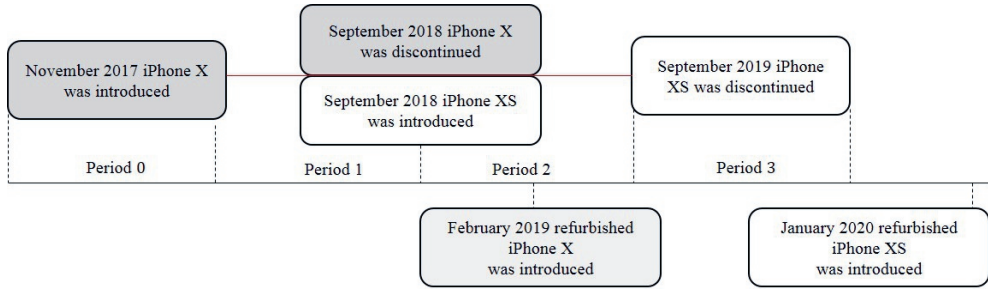 November 2017 iPhone X
was introduced
September 2018 iPhone X
was discontinued
September 2018 iPhone XS
was introduced
September 2019 iPhone
XS was discontinued
Period 0
Period 1
Period 2
Period 3
February 2019 refurbished
iPhone X
was introduced
January 2020 refurbished
iPhone XS
was introduced